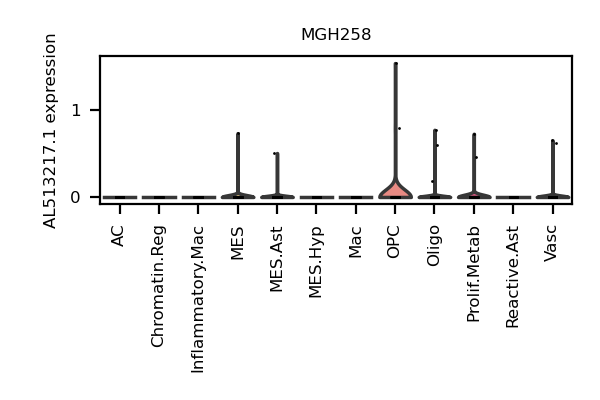 MGH258
AL513217.1 expression
1
0
AC
Chromatin.Reg
Inflammatory.Mac
MES
MES.Ast
MES.Hyp
Mac
OPC
Oligo
Prolif.Metab
Reactive.Ast
Vasc